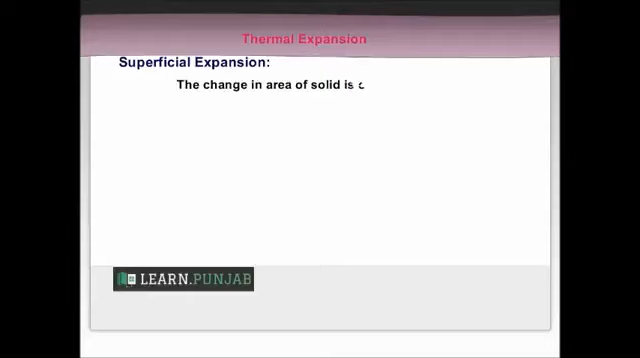 Thermal Expansion
Superficial Expansion:
The change in area of solid is
LEARN.PUNJAB